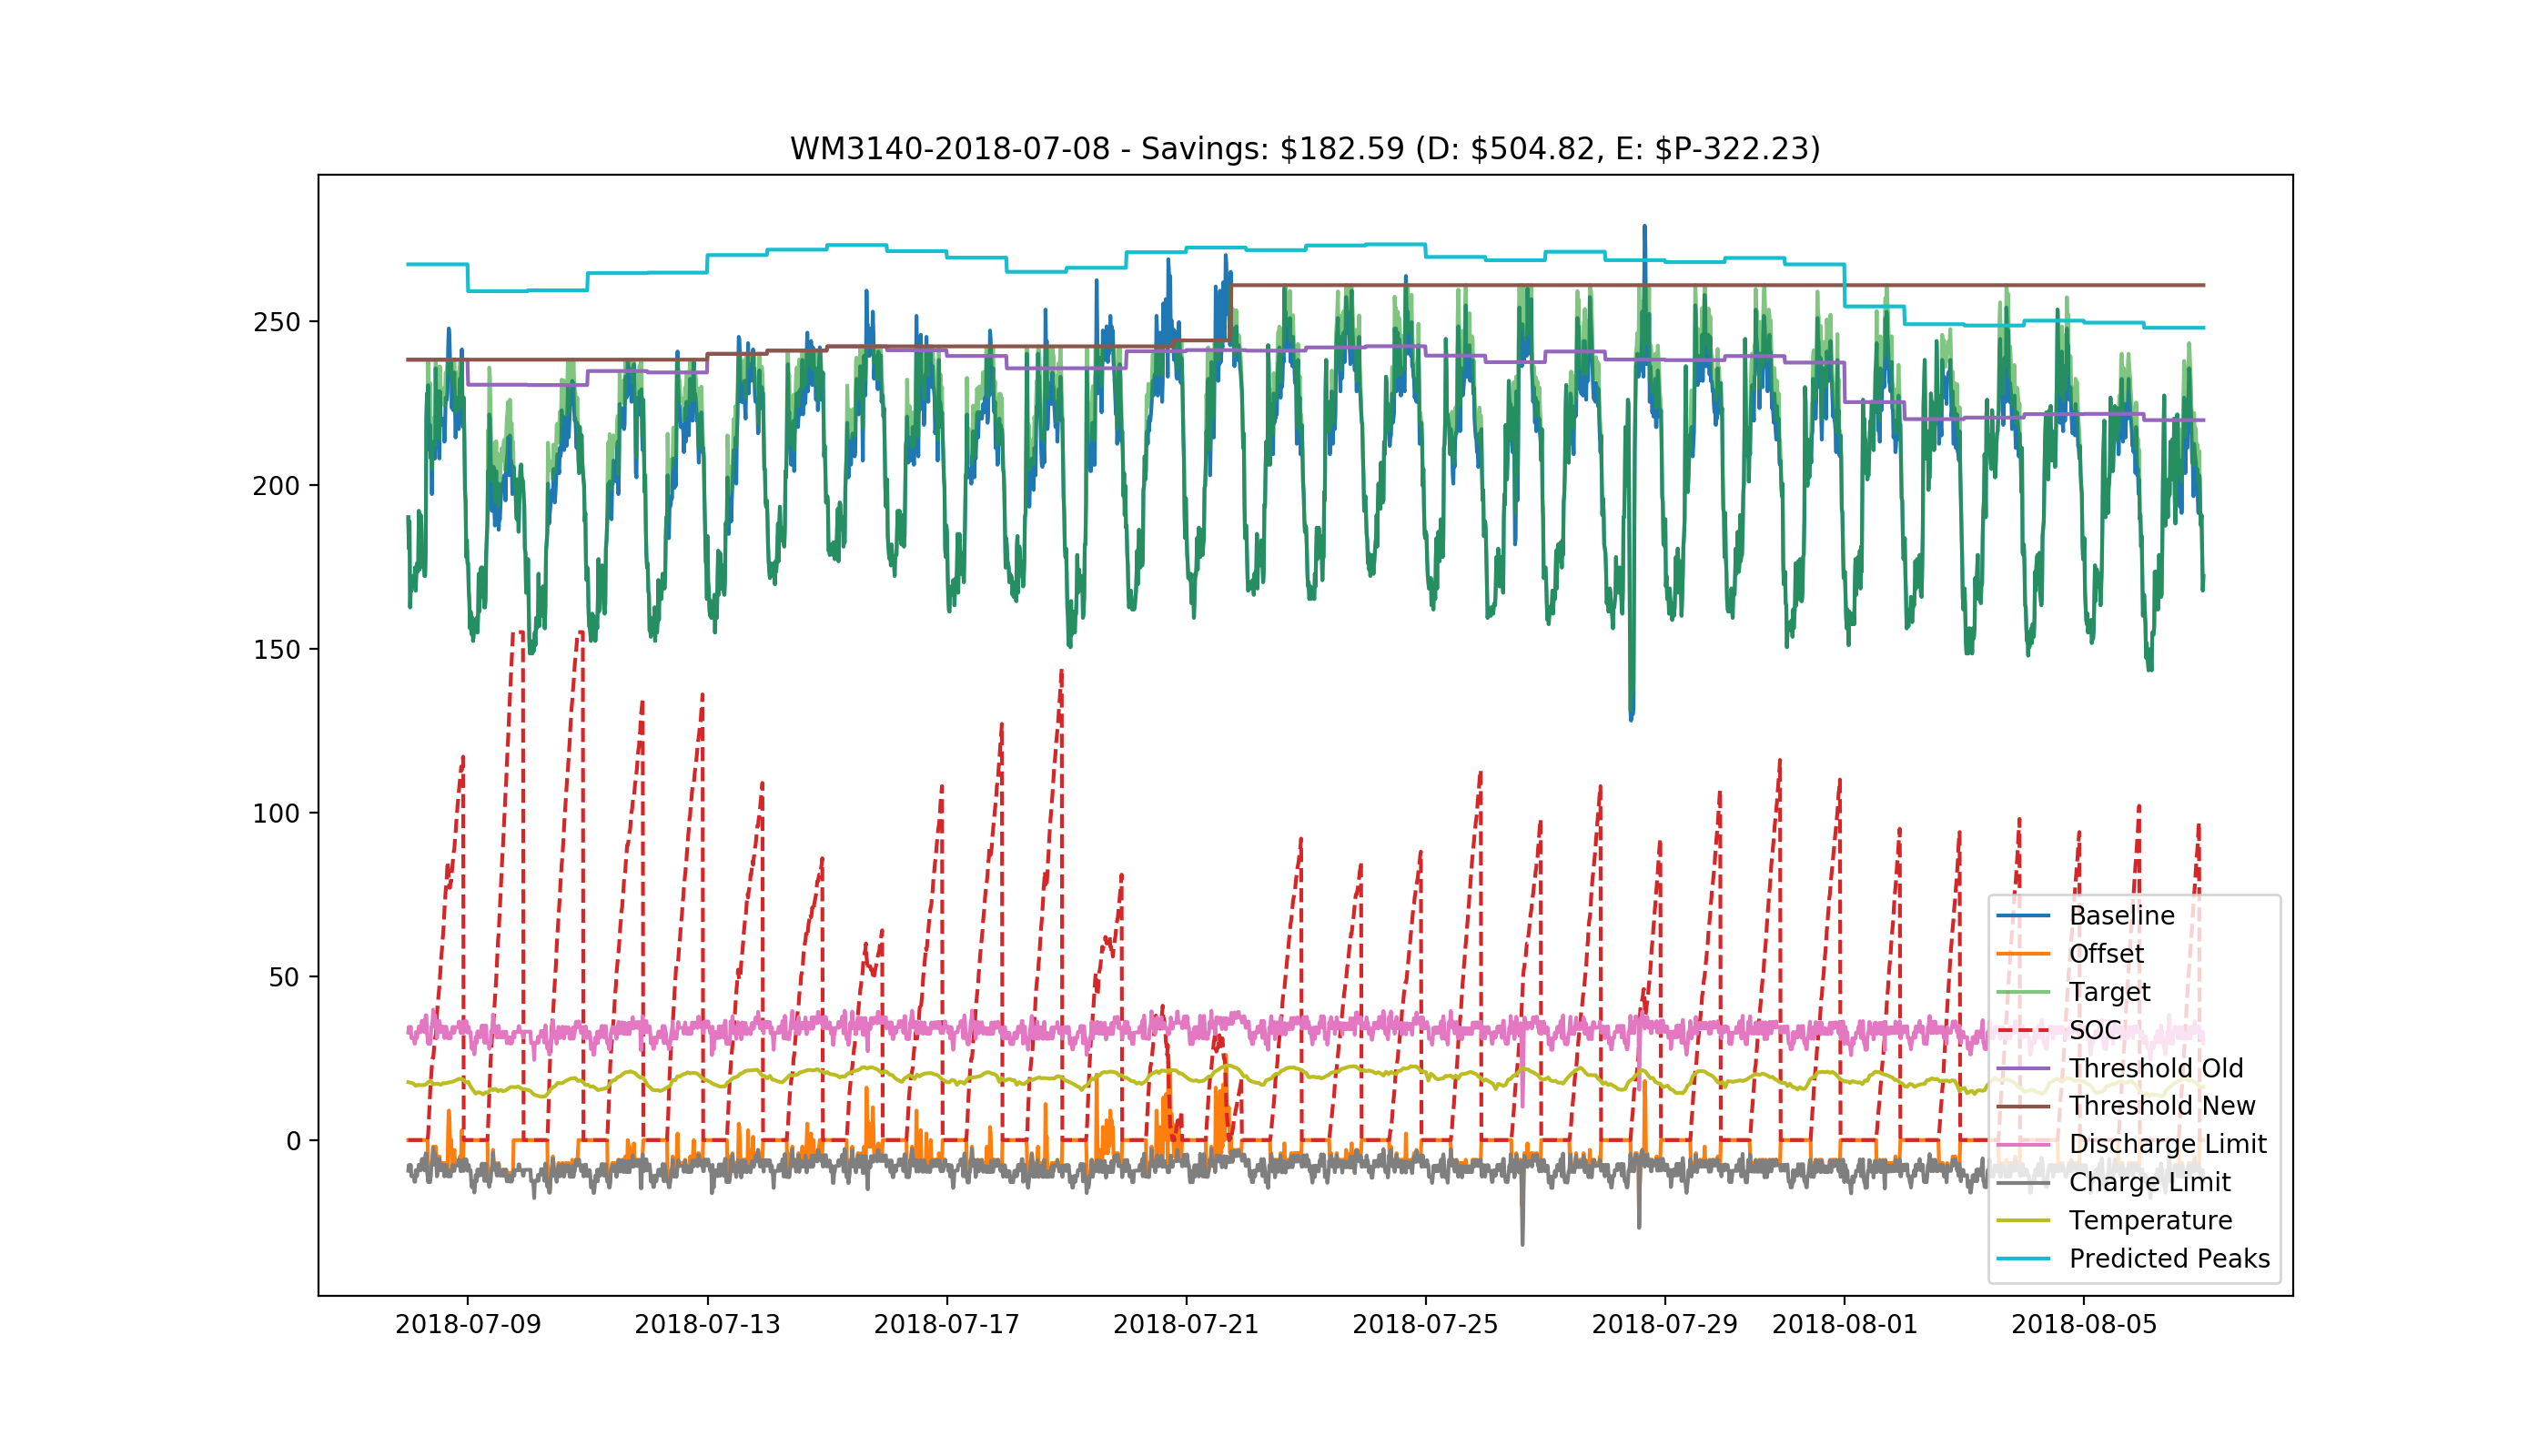 WM3140-2018-07-08 - Savings: $182.59 (D: $504.82, E: $P-322.23)
250
200
150
100
50
0
2018-07-09
2018-07-13
2018-07-17
2018-07-21
2018-07-25
2018-07-29
2018-08-01
2018-08-05
Baseline
Offset
Target
SOC
Threshold Old
Threshold New
Discharge Limit
Charge Limit
Temperature
Predicted Peaks